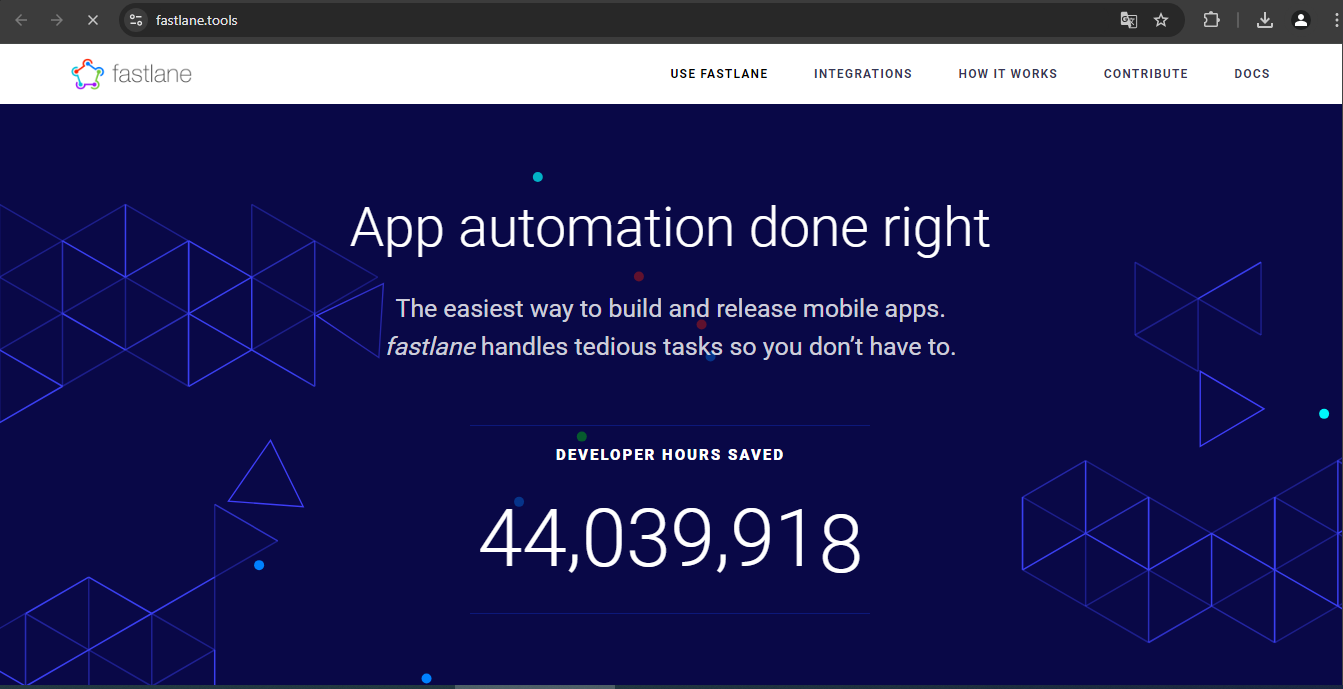 fastlane.tools
fastlane
USE FASTLANE
INTEGRATIONS
HOW IT WORKS
CONTRIBUTE
DOCS
App automation done right
The easiest way to build and release mobile apps.
fastlane handles tedious tasks so you don’t have to.
DEVELOPER HOURS SAVED
44,039,918